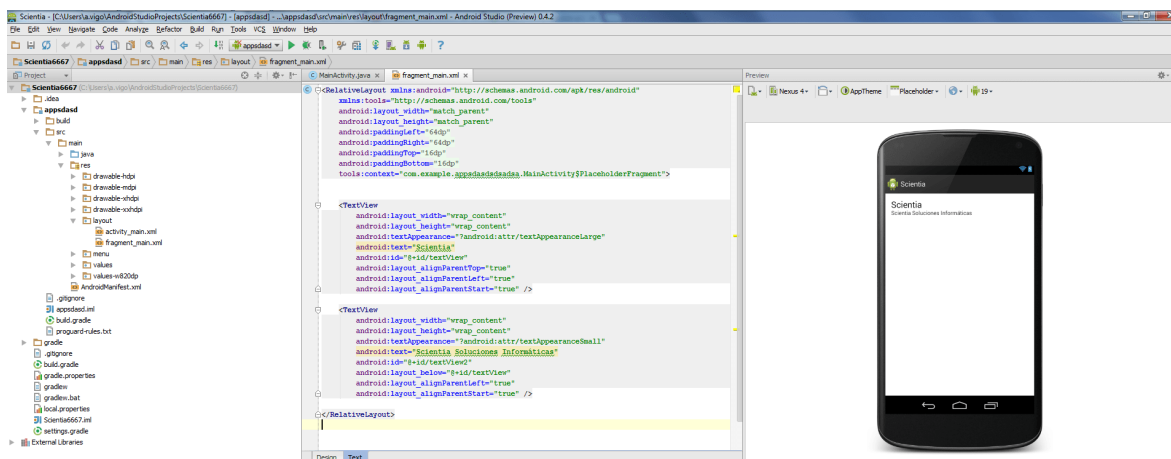 Scientia - [C:\Users\a.vigo\AndroidStudioProjects\Scientia6667] - [appsdasd] - ...\appsdasd\src\main\res\layout\fragment_main.xml - Android Studio (Preview) 0.4.2
File Edit View Navigate Code Analyze Refactor Build Run Tools VCS Window Help
appsdasd
Scientia6667 appsdasd src main res layout fragment_main.xml
Project
MainActivity.java fragment_main.xml
Preview
Scientia6667 (C:\Users\a.vigo\AndroidStudioProjects\Scientia6667)
.idea
appsdasd
build
src
main
java
res
drawable-hdpi
drawable-mdpi
drawable-xhdpi
drawable-xxhdpi
layout
activity_main.xml
fragment_main.xml
menu
values
values-w820dp
AndroidManifest.xml
.gitignore
appsdasd.iml
build.gradle
proguard-rules.txt
gradle
.gitignore
build.gradle
gradle.properties
gradlew
gradlew.bat
local.properties
Scientia6667.iml
settings.gradle
External Libraries
<RelativeLayout xmlns:android="http://schemas.android.com/apk/res/android"
xmlns:tools="http://schemas.android.com/tools"
android:layout_width="match_parent"
android:layout_height="match_parent"
android:paddingLeft="64dp"
android:paddingRight="64dp"
android:paddingTop="16dp"
android:paddingBottom="16dp"
tools:context="com.example.appsdasdsdsadsa.MainActivity$PlaceholderFragment">
<TextView
android:layout_width="wrap_content"
android:layout_height="wrap_content"
android:textAppearance="?android:attr/textAppearanceLarge"
android:text="Scientia"
android:id="@+id/textView"
android:layout_alignParentTop="true"
android:layout_alignParentLeft="true"
android:layout_alignParentStart="true" />
<TextView
android:layout_width="wrap_content"
android:layout_height="wrap_content"
android:textAppearance="?android:attr/textAppearanceSmall"
android:text="Scientia Soluciones Informáticas"
android:id="@+id/textView2"
android:layout_below="@+id/textView"
android:layout_alignParentLeft="true"
android:layout_alignParentStart="true" />
</RelativeLayout>
Design Text
Nexus 4 AppTheme Placeholder 19
Scientia
Scientia
Scientia Soluciones Informáticas